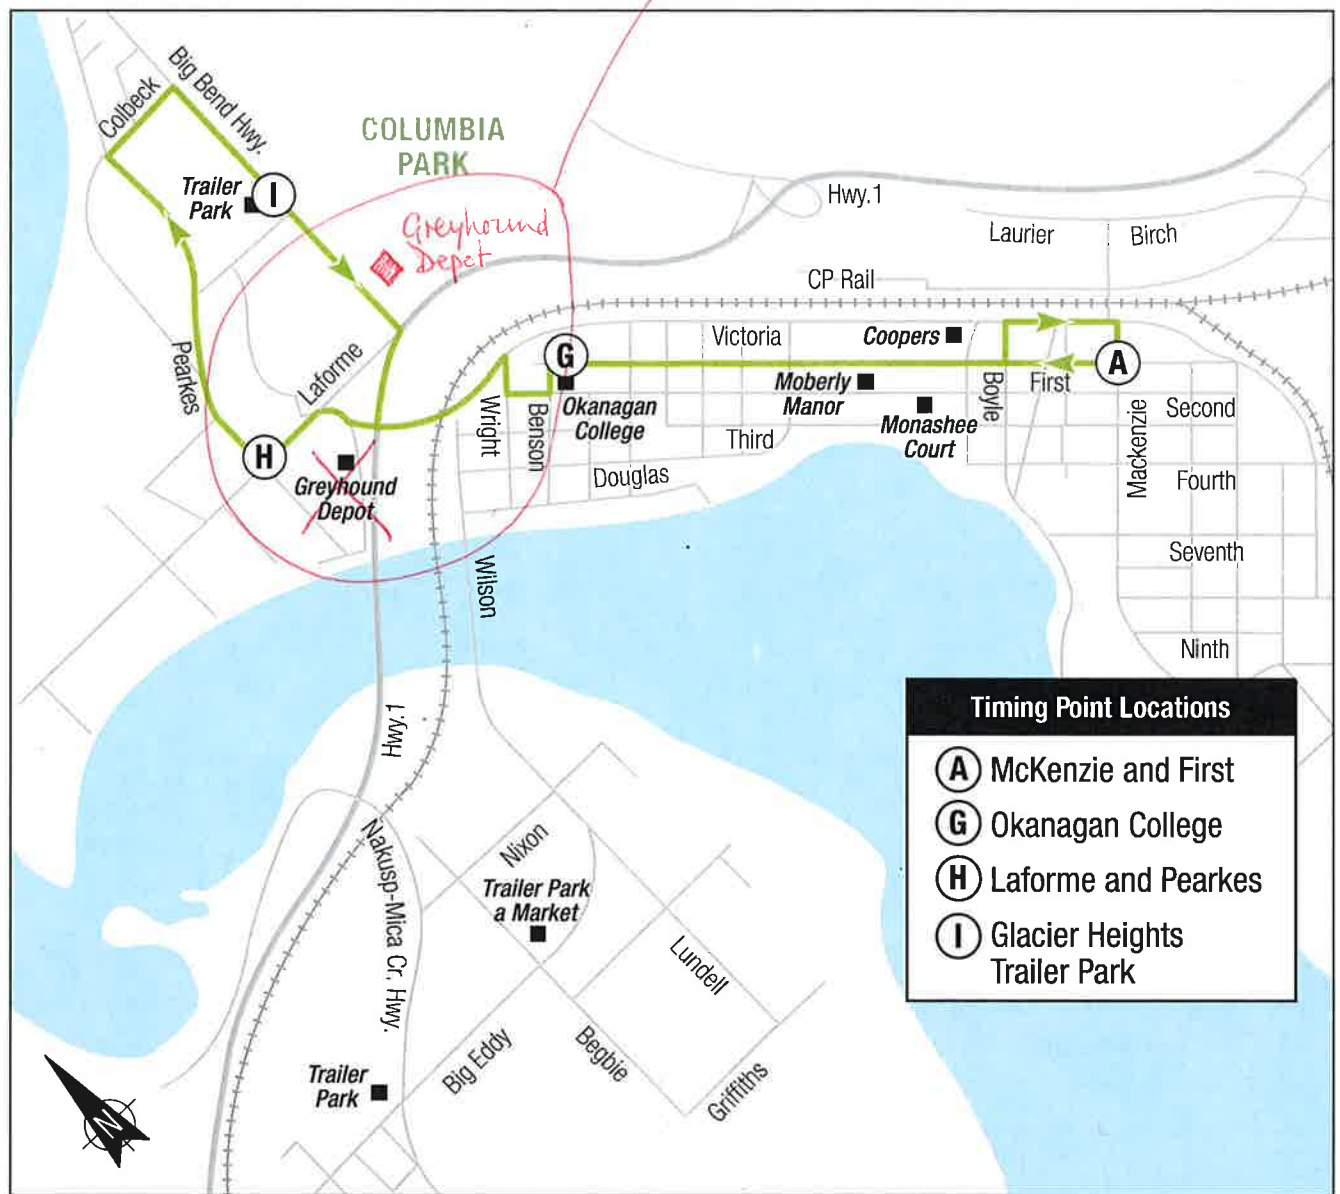 Big Bend Hwy.
Colbeck
COLUMBIA
PARK
Trailer
Park
I
Greyhound
Depot
Hwy.1
Laurier
Birch
CP Rail
Pearkes
Laforme
Victoria
Coopers
G
A
Moberly
Manor
Boyle
First
Okanagan
College
Wright
Benson
Monashee
Court
Second
Mackenzie
Third
H
Greyhound
Depot
Douglas
Fourth
Seventh
Wilson
Ninth
Hwy.1
Timing Point Locations
A McKenzie and First
G Okanagan College
H Laforme and Pearkes
I Glacier Heights
Trailer Park
Nakusp-Mica Cr. Hwy.
Nixon
Trailer Park
a Market
Lundell
Big Eddy
Begbie
Griffiths
Trailer
Park
N